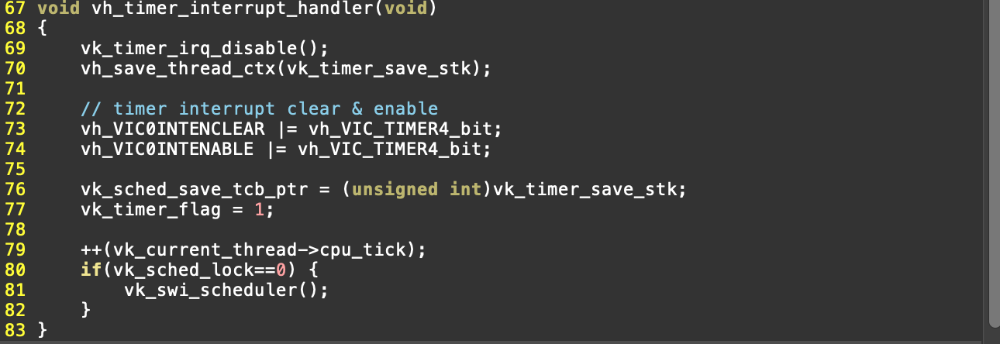 67 void vh_timer_interrupt_handler(void)
68 {
69     vk_timer_irq_disable();
70     vh_save_thread_ctx(vk_timer_save_stk);
71
72     // timer interrupt clear & enable
73     vh_VIC0INTENCLEAR |= vh_VIC_TIMER4_bit;
74     vh_VIC0INTENABLE |= vh_VIC_TIMER4_bit;
75
76     vk_sched_save_tcb_ptr = (unsigned int)vk_timer_save_stk;
77     vk_timer_flag = 1;
78
79     ++(vk_current_thread->cpu_tick);
80     if(vk_sched_lock==0) {
81         vk_swi_scheduler();
82     }
83 }